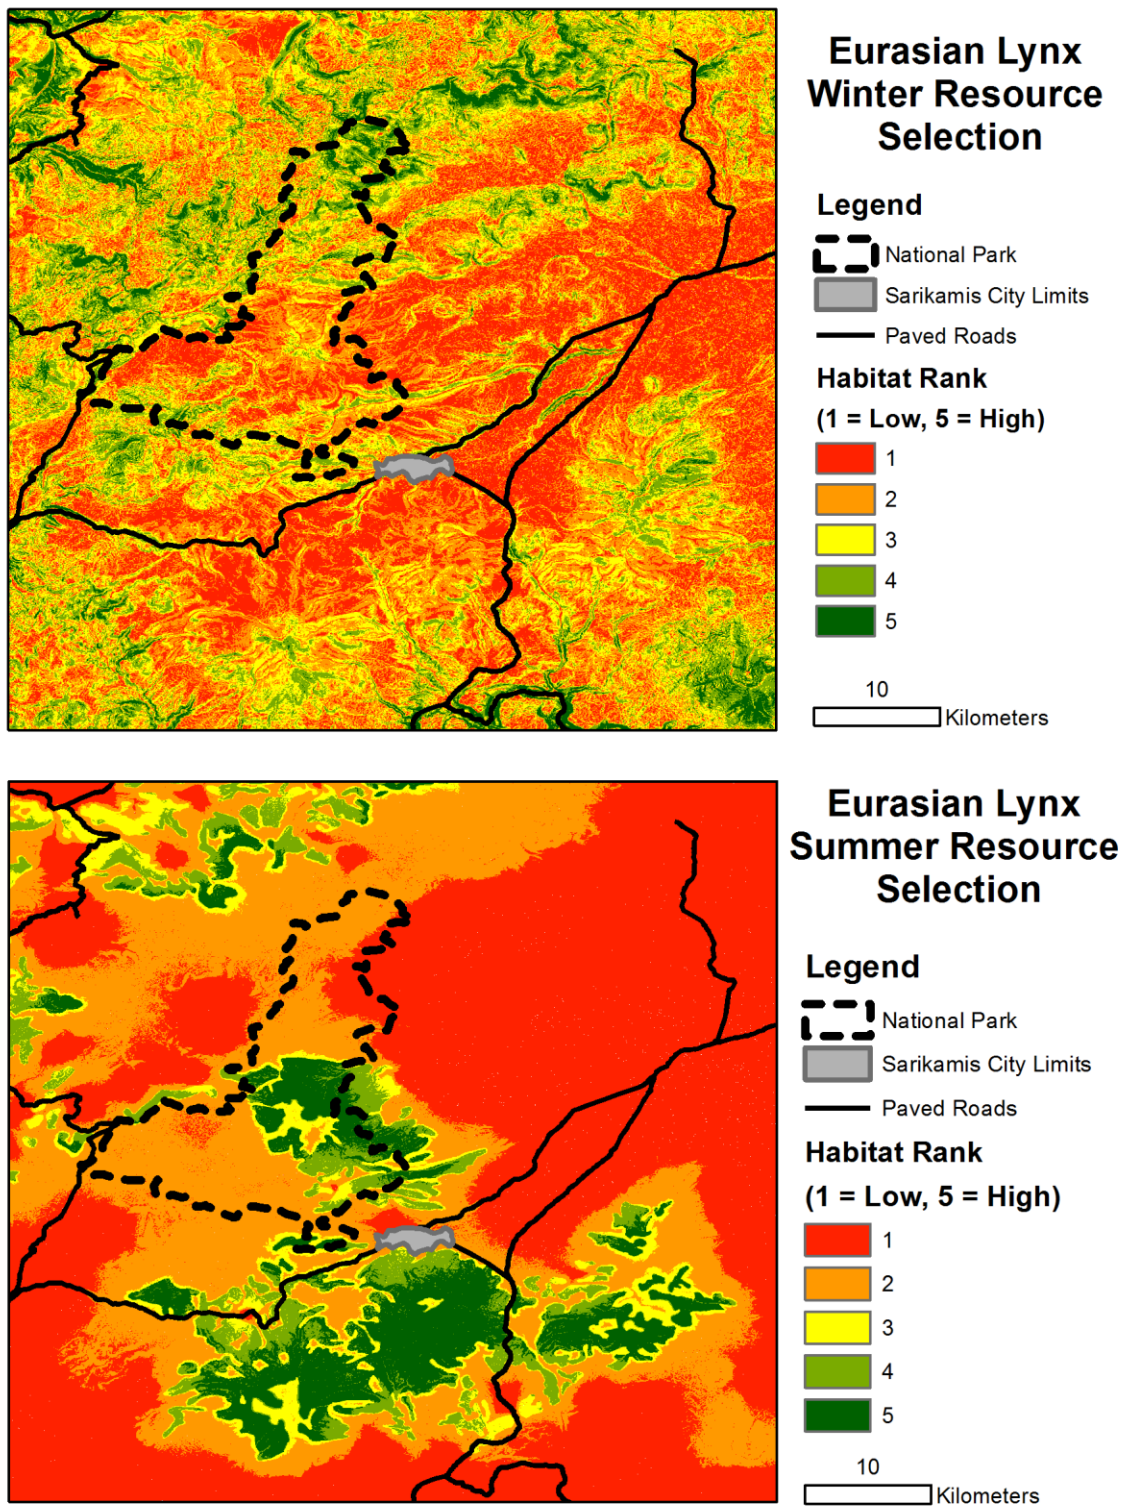 Eurasian Lynx
Winter Resource
Selection
Legend
National Park
Sarikamis City Limits
Paved Roads
Habitat Rank
(1 = Low, 5 = High)
1
2
3
4
5
10
Kilometers
Eurasian Lynx
Summer Resource
Selection
Legend
National Park
Sarikamis City Limits
Paved Roads
Habitat Rank
(1 = Low, 5 = High)
1
2
3
4
5
10
Kilometers